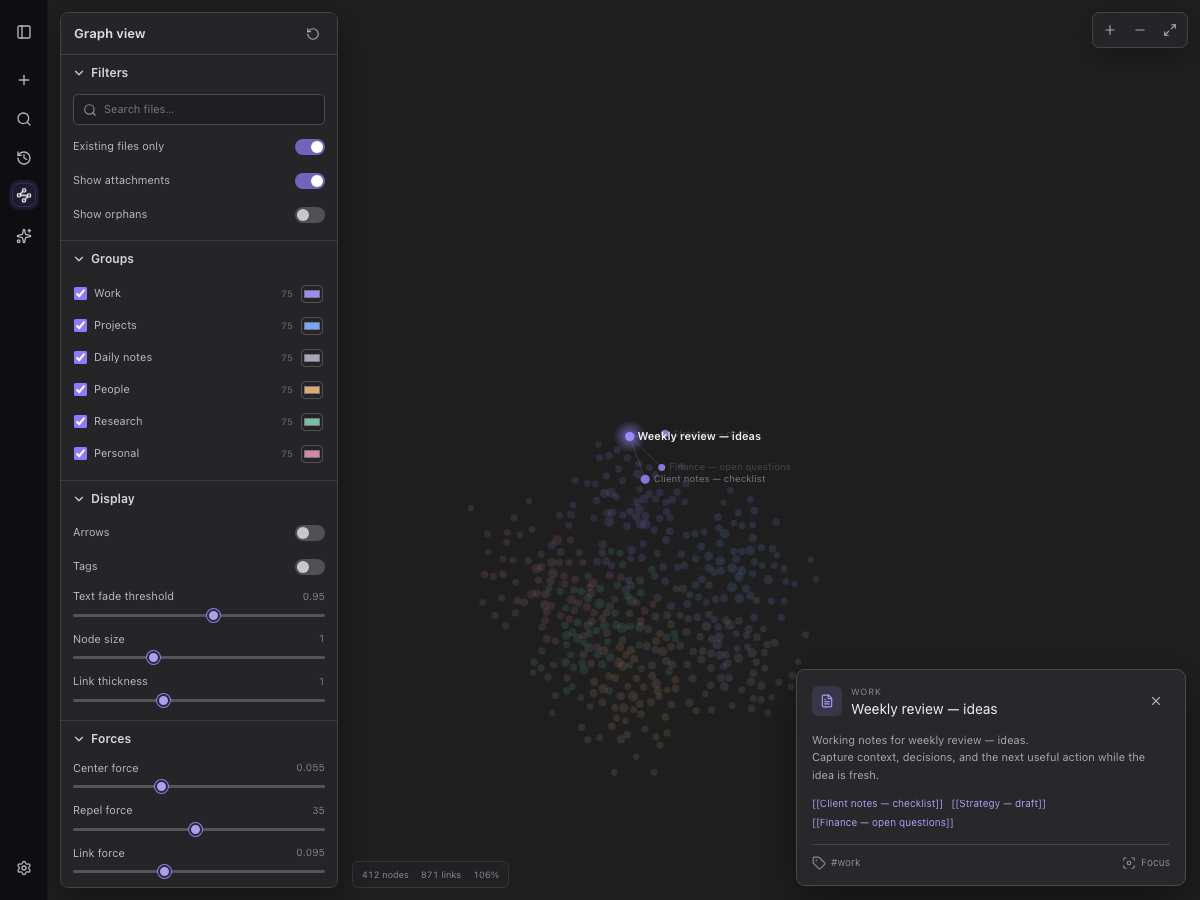 Graph view
Filters
Search files...
Existing files only
Show attachments
Show orphans
Groups
Work 75
Projects 75
Daily notes 75
People 75
Research 75
Personal 75
Display
Arrows
Tags
Text fade threshold 0.95
Node size 1
Link thickness 1
Forces
Center force 0.055
Repel force 35
Link force 0.095
Weekly review — ideas
Finance — open questions
Client notes — checklist
412 nodes 871 links 106%
WORK
Weekly review — ideas
Working notes for weekly review — ideas.
Capture context, decisions, and the next useful action while the
idea is fresh.
[[Client notes — checklist]] [[Strategy — draft]]
[[Finance — open questions]]
#work Focus